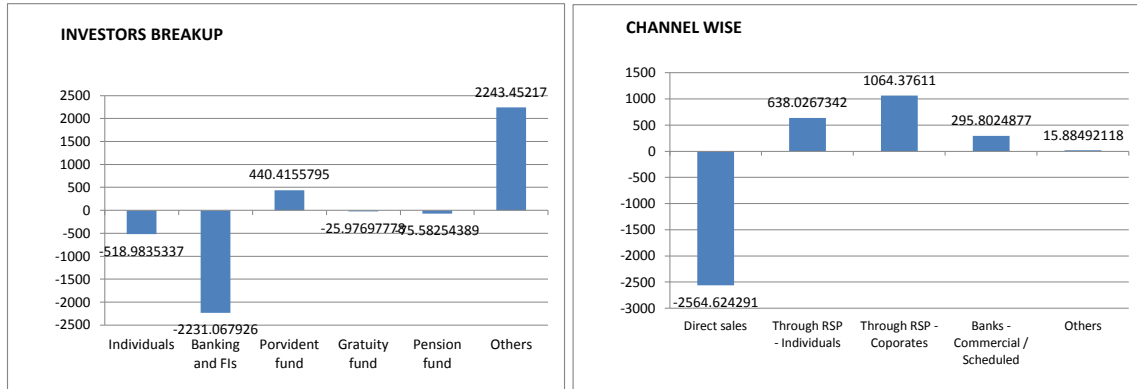 INVESTORS BREAKUP
2500
2000
1500
1000
500
0
-500
-1000
-1500
-2000
-2500
-518.9835337
-2231.067926
440.4155795
-25.97697778
-75.58254389
2243.45217
Individuals
Banking and FIs
Porvident fund
Gratuity fund
Pension fund
Others
CHANNEL WISE
1500
1000
500
0
-500
-1000
-1500
-2000
-2500
-3000
-2564.624291
638.0267342
1064.37611
295.8024877
15.88492118
Direct sales
Through RSP - Individuals
Through RSP - Coporates
Banks - Commercial / Scheduled
Others